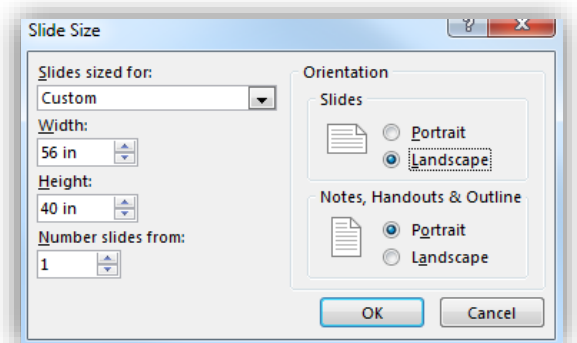 Slide Size
Slides sized for:
Custom
Width:
56 in
Height:
40 in
Number slides from:
1
Orientation
Slides
Portrait
Landscape
Notes, Handouts & Outline
Portrait
Landscape
OK
Cancel